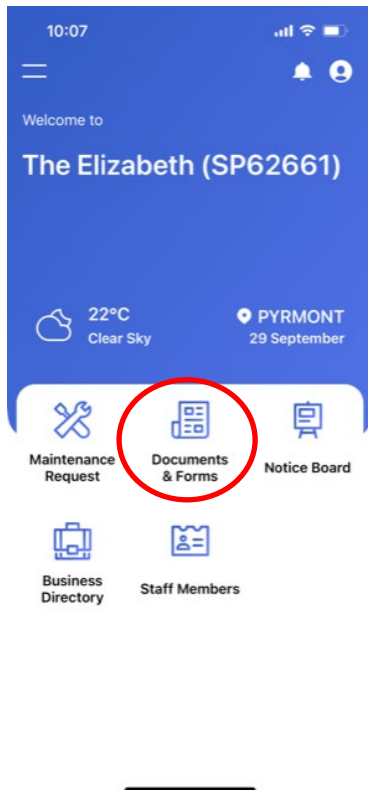 10:07
Welcome to
The Elizabeth (SP62661)
22°C
Clear Sky
PYRMONT
29 September
Maintenance
Request
Documents
& Forms
Notice Board
Business
Directory
Staff Members